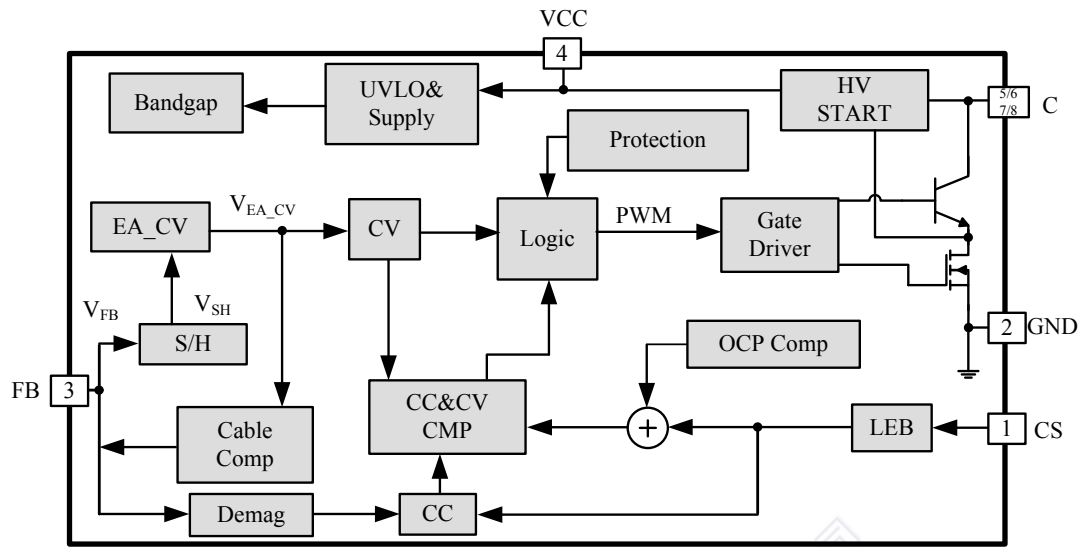 VCC
4
Bandgap
UVLO&
Supply
HV
START
5/6
7/8
C
Protection
EA_CV
VEA_CV
CV
Logic
PWM
Gate
Driver
VFB
VSH
S/H
OCP Comp
2
GND
FB
3
Cable
Comp
CC&CV
CMP
+
LEB
1
CS
Demag
CC